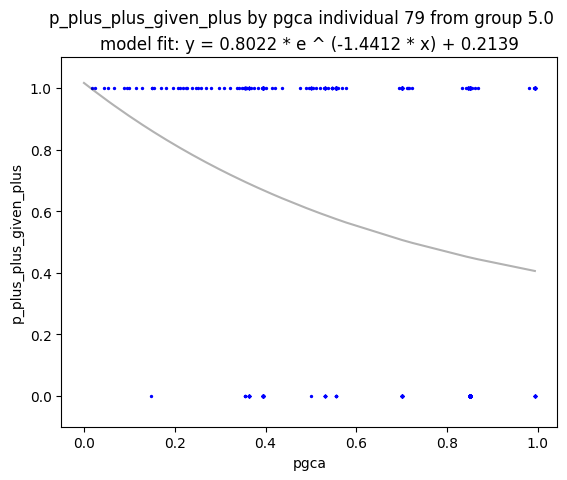 p_plus_plus_given_plus by pgca individual 79 from group 5.0
model fit: y = 0.8022 * e ^ (-1.4412 * x) + 0.2139
p_plus_plus_given_plus
1.0
0.8
0.6
0.4
0.2
0.0
0.0 0.2 0.4 0.6 0.8 1.0
pgca